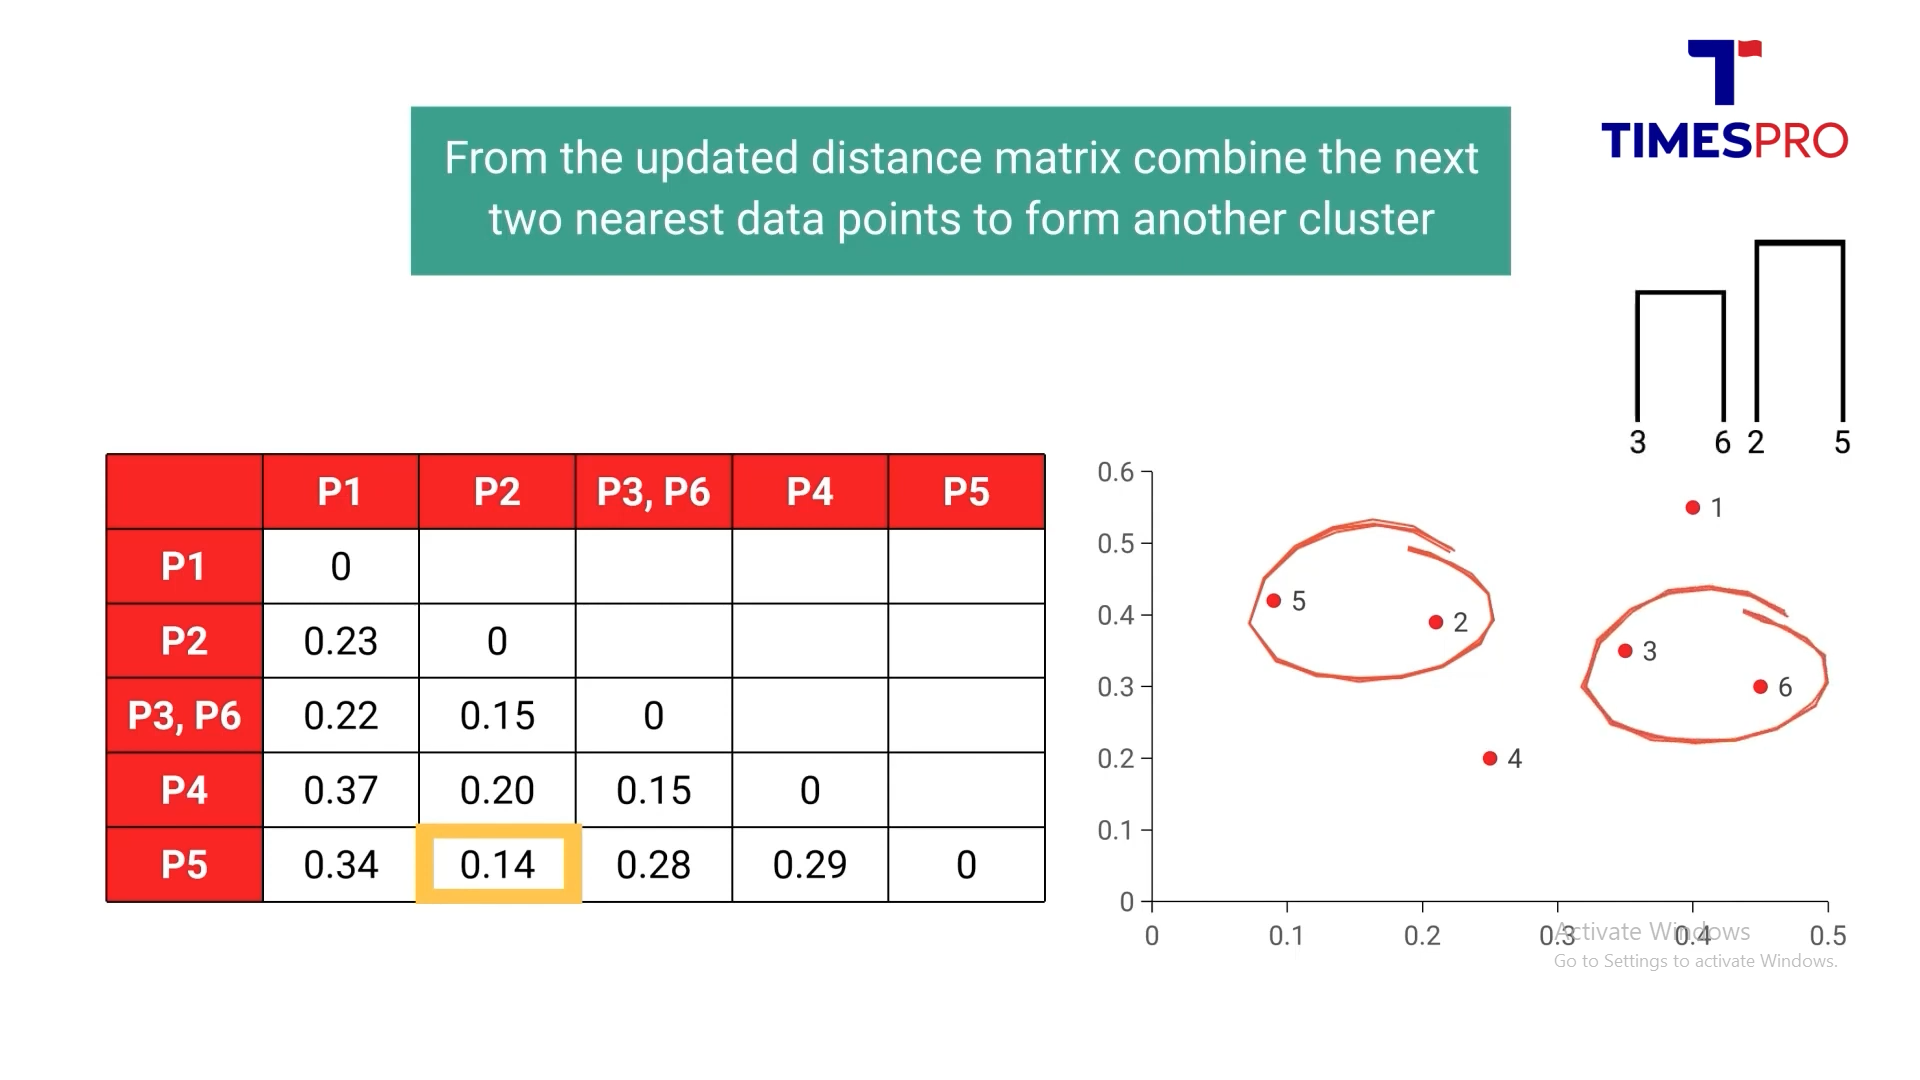 TIMESPRO
From the updated distance matrix combine the next
two nearest data points to form another cluster
3 6 2 5
P1 P2 P3, P6 P4 P5
P1 0
P2 0.23 0
P3, P6 0.22 0.15 0
P4 0.37 0.20 0.15 0
P5 0.34 0.14 0.28 0.29 0
0.6
0.5
0.4
0.3
0.2
0.1
0
1
5
2
3
6
4
0 0.1 0.2 0.3 0.4 0.5
Activate Windows
Go to Settings to activate Windows.